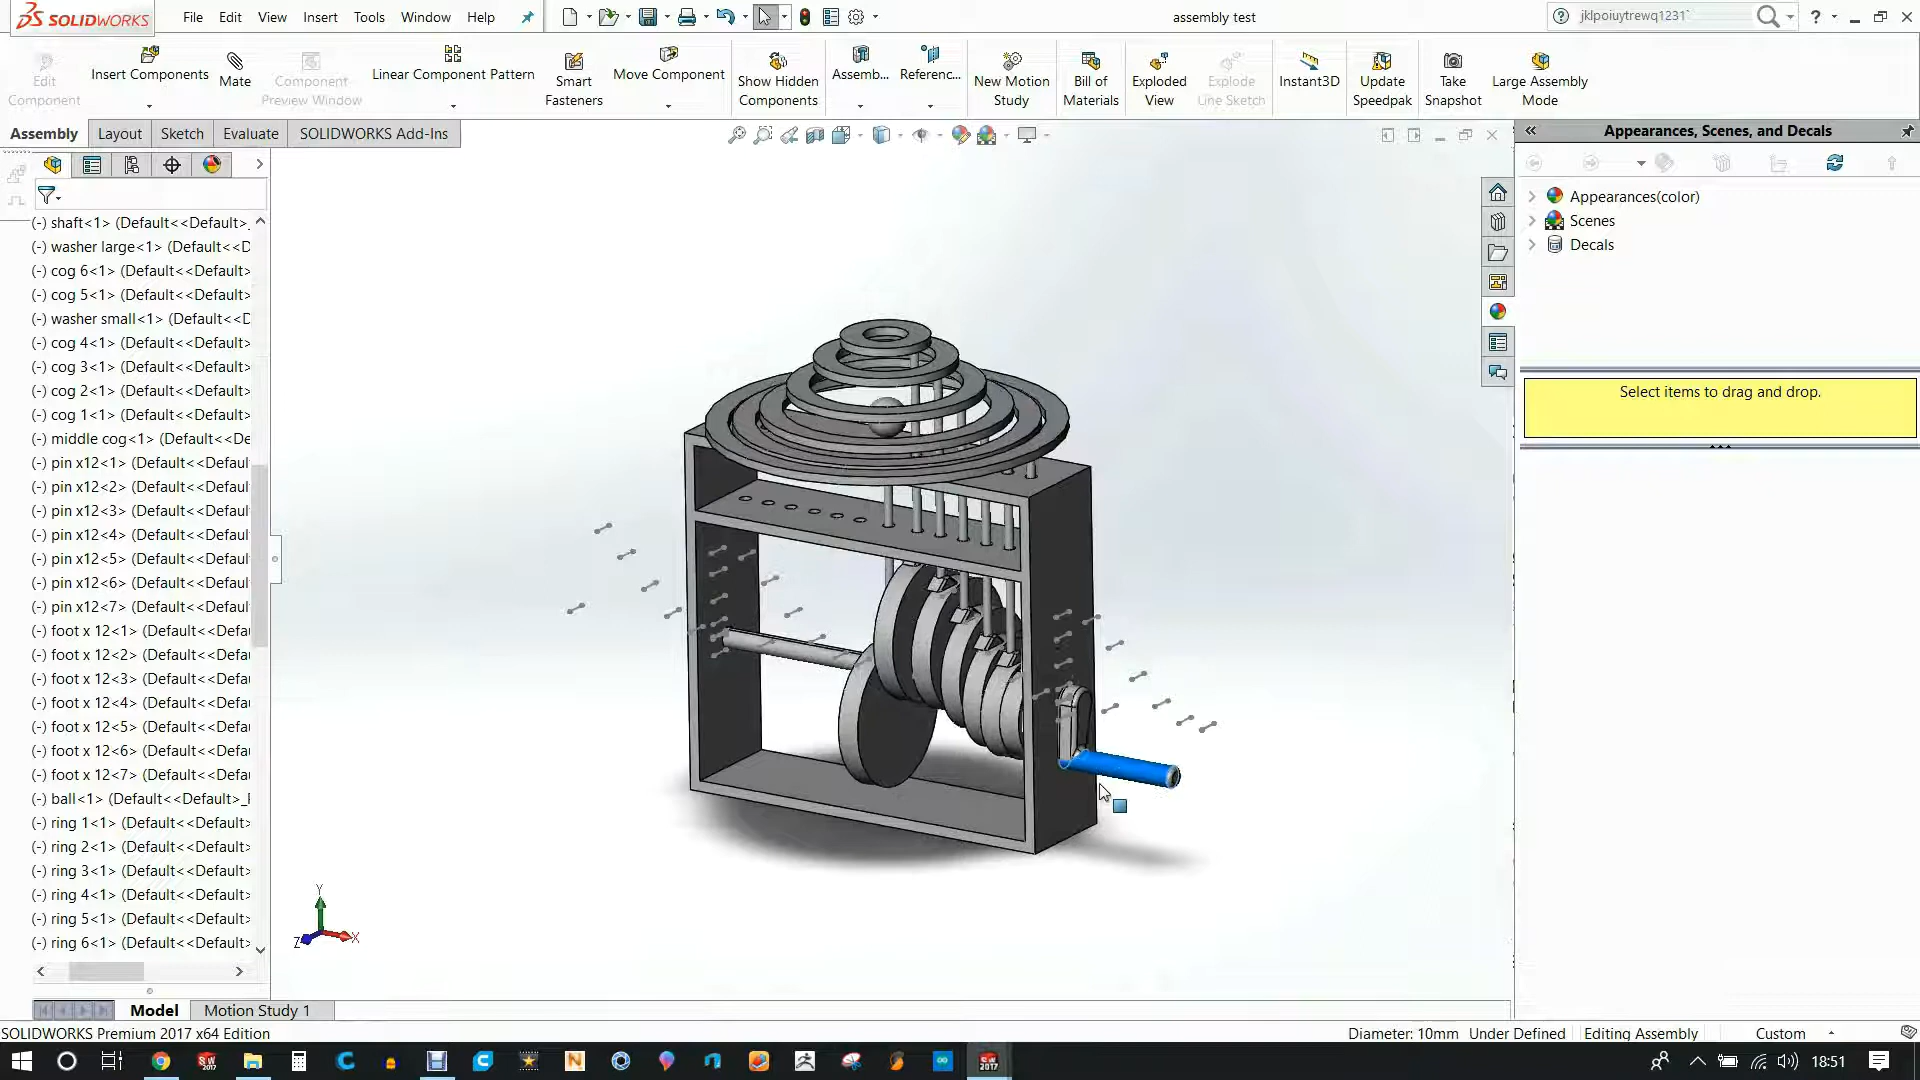 SOLIDWORKS
File Edit View Insert Tools Window Help
assembly test
jklpoiuytrewq1231`
Edit Component
Insert Components
Mate
Component Preview Window
Linear Component Pattern
Smart Fasteners
Move Component
Show Hidden Components
Assemb...
Referenc...
New Motion Study
Bill of Materials
Exploded View
Explode Line Sketch
Instant3D
Update Speedpak
Take Snapshot
Large Assembly Mode
Assembly Layout Sketch Evaluate SOLIDWORKS Add-Ins
Appearances, Scenes, and Decals
Appearances(color)
Scenes
Decals
Select items to drag and drop.
(-) shaft<1> (Default<<Default>_
(-) washer large<1> (Default<<D
(-) cog 6<1> (Default<<Default>
(-) cog 5<1> (Default<<Default>
(-) washer small<1> (Default<<D
(-) cog 4<1> (Default<<Default>
(-) cog 3<1> (Default<<Default>
(-) cog 2<1> (Default<<Default>
(-) cog 1<1> (Default<<Default>
(-) middle cog<1> (Default<<De
(-) pin x12<1> (Default<<Defaul
(-) pin x12<2> (Default<<Defaul
(-) pin x12<3> (Default<<Defaul
(-) pin x12<4> (Default<<Defaul
(-) pin x12<5> (Default<<Defaul
(-) pin x12<6> (Default<<Defaul
(-) pin x12<7> (Default<<Defaul
(-) foot x 12<1> (Default<<Defau
(-) foot x 12<2> (Default<<Defau
(-) foot x 12<3> (Default<<Defau
(-) foot x 12<4> (Default<<Defau
(-) foot x 12<5> (Default<<Defau
(-) foot x 12<6> (Default<<Defau
(-) foot x 12<7> (Default<<Defau
(-) ball<1> (Default<<Default>_
(-) ring 1<1> (Default<<Default>
(-) ring 2<1> (Default<<Default>
(-) ring 3<1> (Default<<Default>
(-) ring 4<1> (Default<<Default>
(-) ring 5<1> (Default<<Default>
(-) ring 6<1> (Default<<Default>
Y
Z X
Model Motion Study 1
SOLIDWORKS Premium 2017 x64 Edition
Diameter: 10mm Under Defined Editing Assembly Custom
18:51